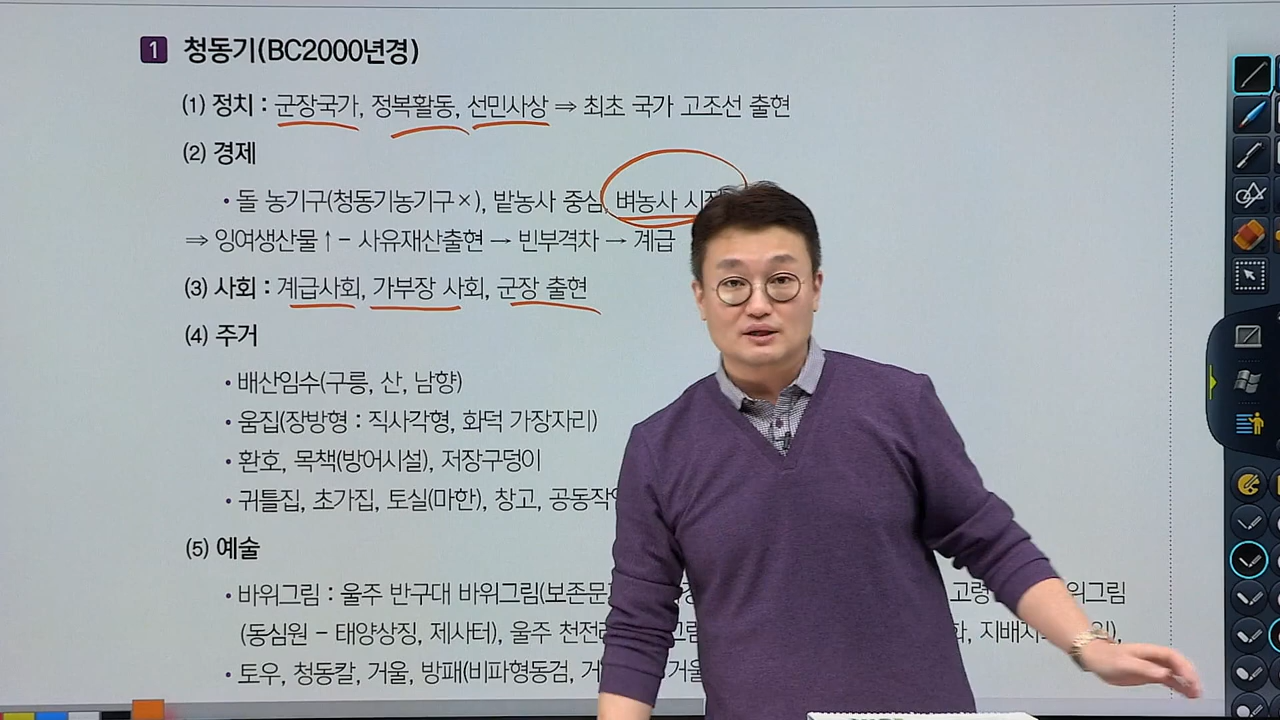 1 청동기(BC2000년경)
(1) 정치 : 군장국가, 정복활동, 선민사상 ⇒ 최초 국가 고조선 출현
(2) 경제
• 돌 농기구(청동기농기구×), 밭농사 중심, 벼농사
⇒ 잉여생산물↑- 사유재산출현 → 빈부격차 → 계급
(3) 사회 : 계급사회, 가부장 사회, 군장 출현
(4) 주거
• 배산임수(구릉, 산, 남향)
• 움집(장방형 : 직사각형, 화덕 가장자리)
• 환호, 목책(방어시설), 저장구덩이
• 귀틀집, 초가집, 토실(마한), 창고,
(5) 예술
• 바위그림 : 울주 반구대 바위그림 고령
(동심원 - 태양상징, 제사터), 울주
• 토우, 청동칼, 거울, 방패(비파형동검,